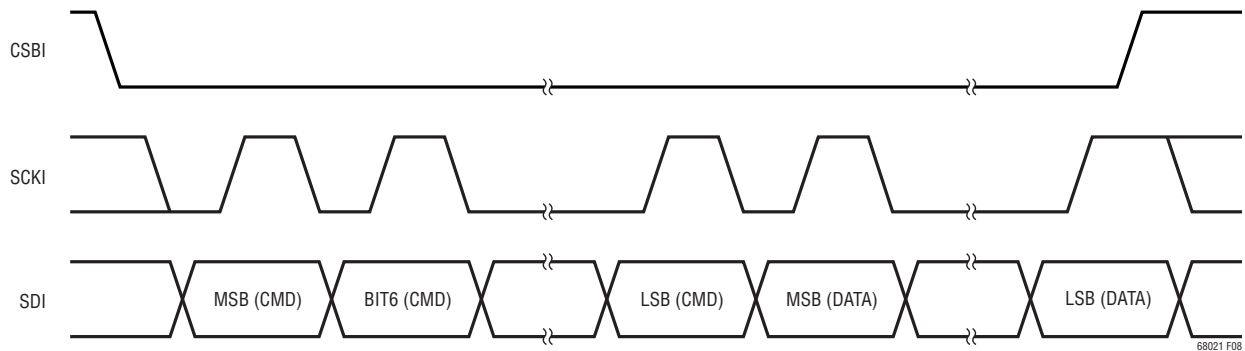 CSBI
SCKI
SDI
MSB (CMD)
BIT6 (CMD)
LSB (CMD)
MSB (DATA)
LSB (DATA)
68021 F08